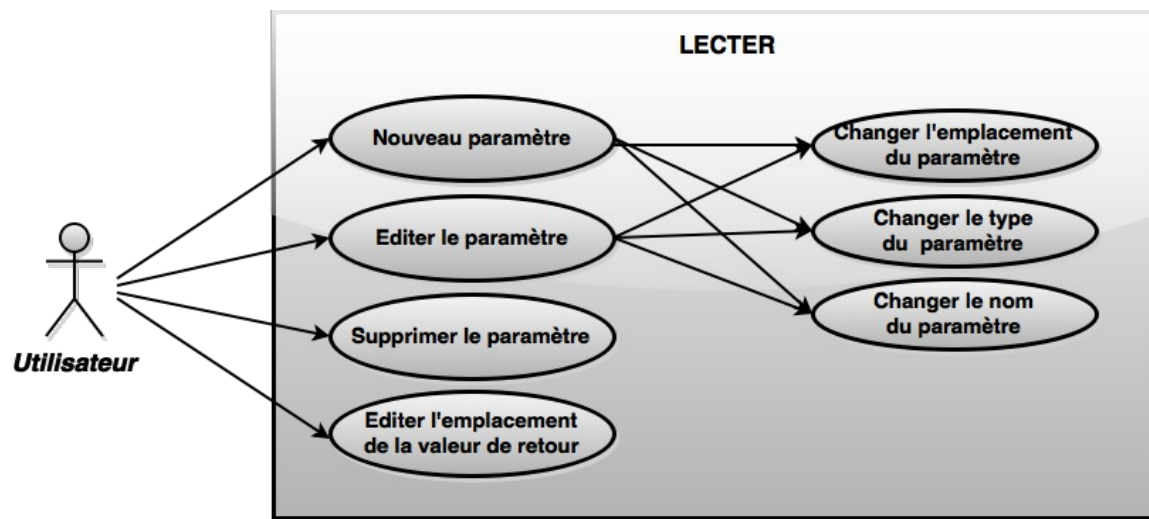 LECTER
Nouveau paramètre
Changer l'emplacement
du paramètre
Editer le paramètre
Changer le type
du paramètre
Supprimer le paramètre
Changer le nom
du paramètre
Utilisateur
Editer l'emplacement
de la valeur de retour